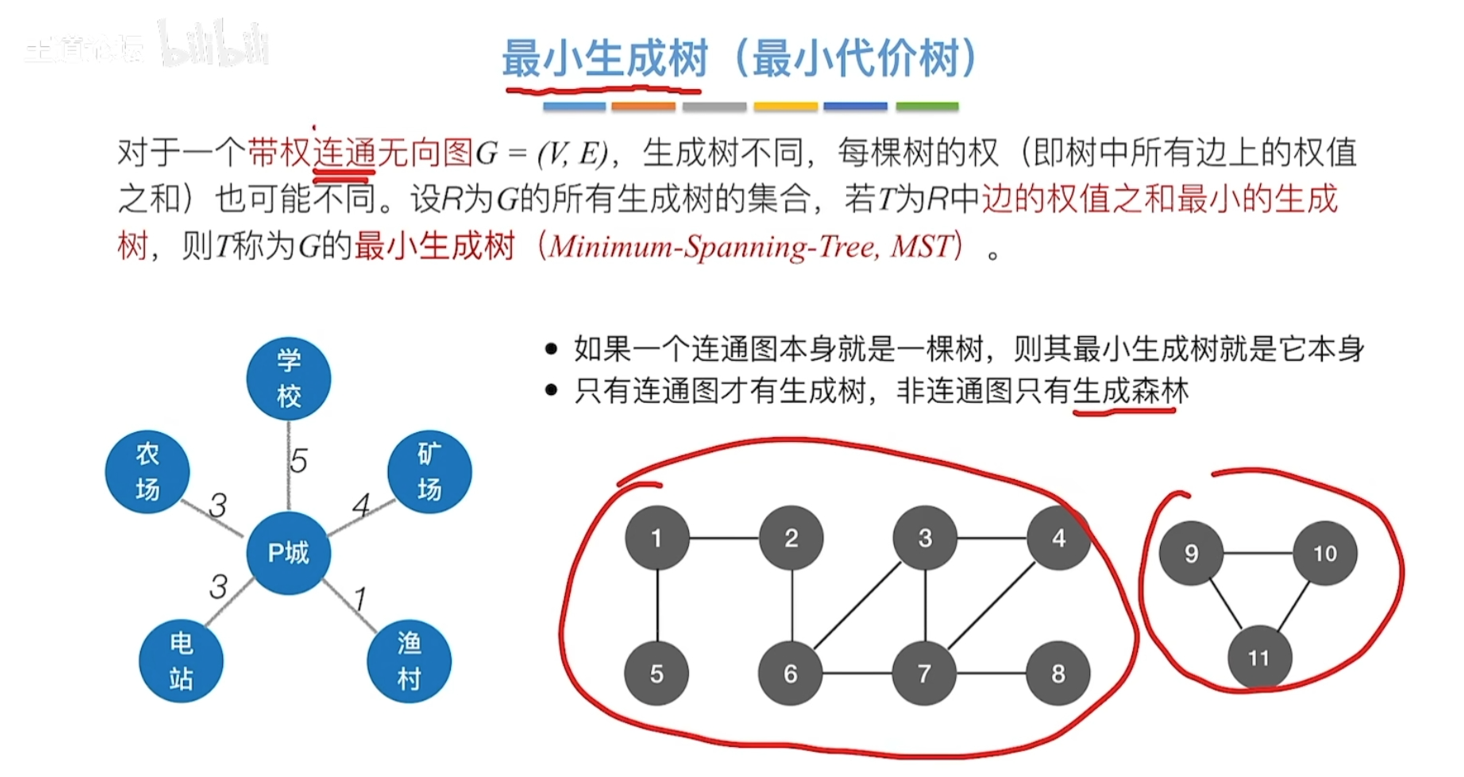 王道论坛 bilibili
最小生成树（最小代价树）
对于一个带权连通无向图G = (V, E)，生成树不同，每棵树的权（即树中所有边上的权值
之和）也可能不同。设R为G的所有生成树的集合，若T为R中边的权值之和最小的生成
树，则T称为G的最小生成树（Minimum-Spanning-Tree, MST）。
• 如果一个连通图本身就是一棵树，则其最小生成树就是它本身
• 只有连通图才有生成树，非连通图只有生成森林
学
校
农
场
矿
场
5
3
4
P城
3
1
电
站
渔
村
1
2
3
4
5
6
7
8
9
10
11